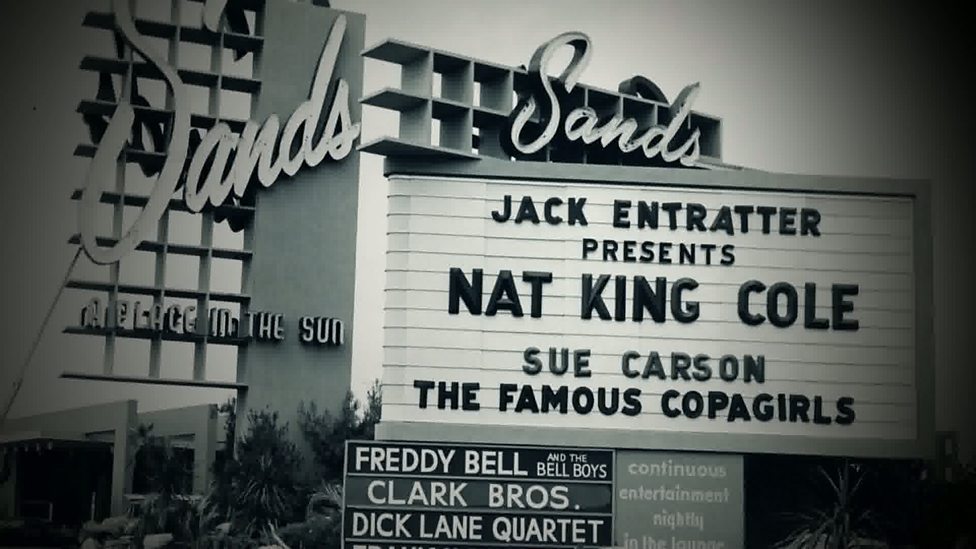 Sands
A PLACE IN THE SUN
Sands
JACK ENTRATTER
PRESENTS
NAT KING COLE
SUE CARSON
THE FAMOUS COPAGIRLS
FREDDY BELL AND THE BELL BOYS
CLARK BROS.
DICK LANE QUARTET
continuous
entertainment
nightly
in the lounge